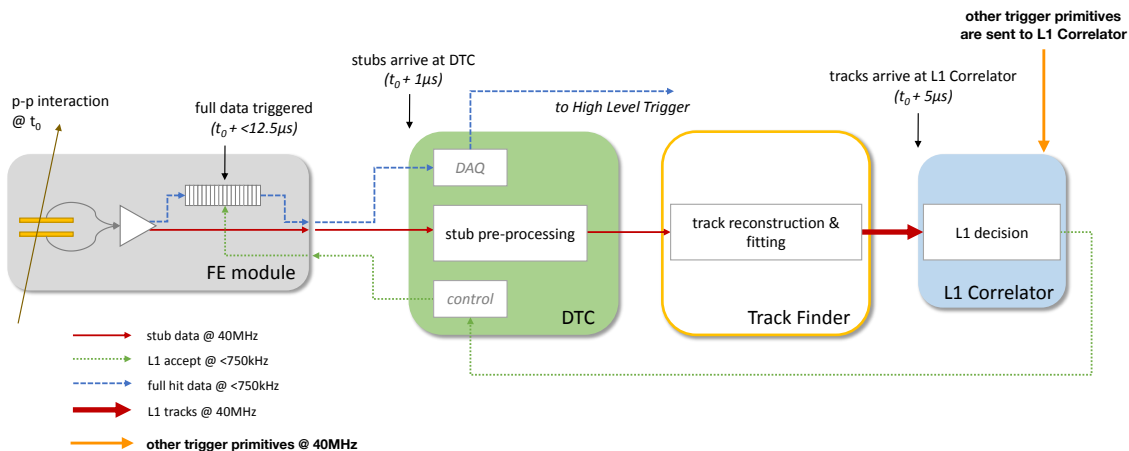 other trigger primitives
are sent to L1 Correlator
stubs arrive at DTC
(t0 + 1μs)
tracks arrive at L1 Correlator
(t0 + 5μs)
p-p interaction
@ t0
full data triggered
(t0 + <12.5μs)
to High Level Trigger
DAQ
stub pre-processing
track reconstruction &
fitting
L1 decision
FE module
control
DTC
Track Finder
L1 Correlator
stub data @ 40MHz
L1 accept @ <750kHz
full hit data @ <750kHz
L1 tracks @ 40MHz
other trigger primitives @ 40MHz